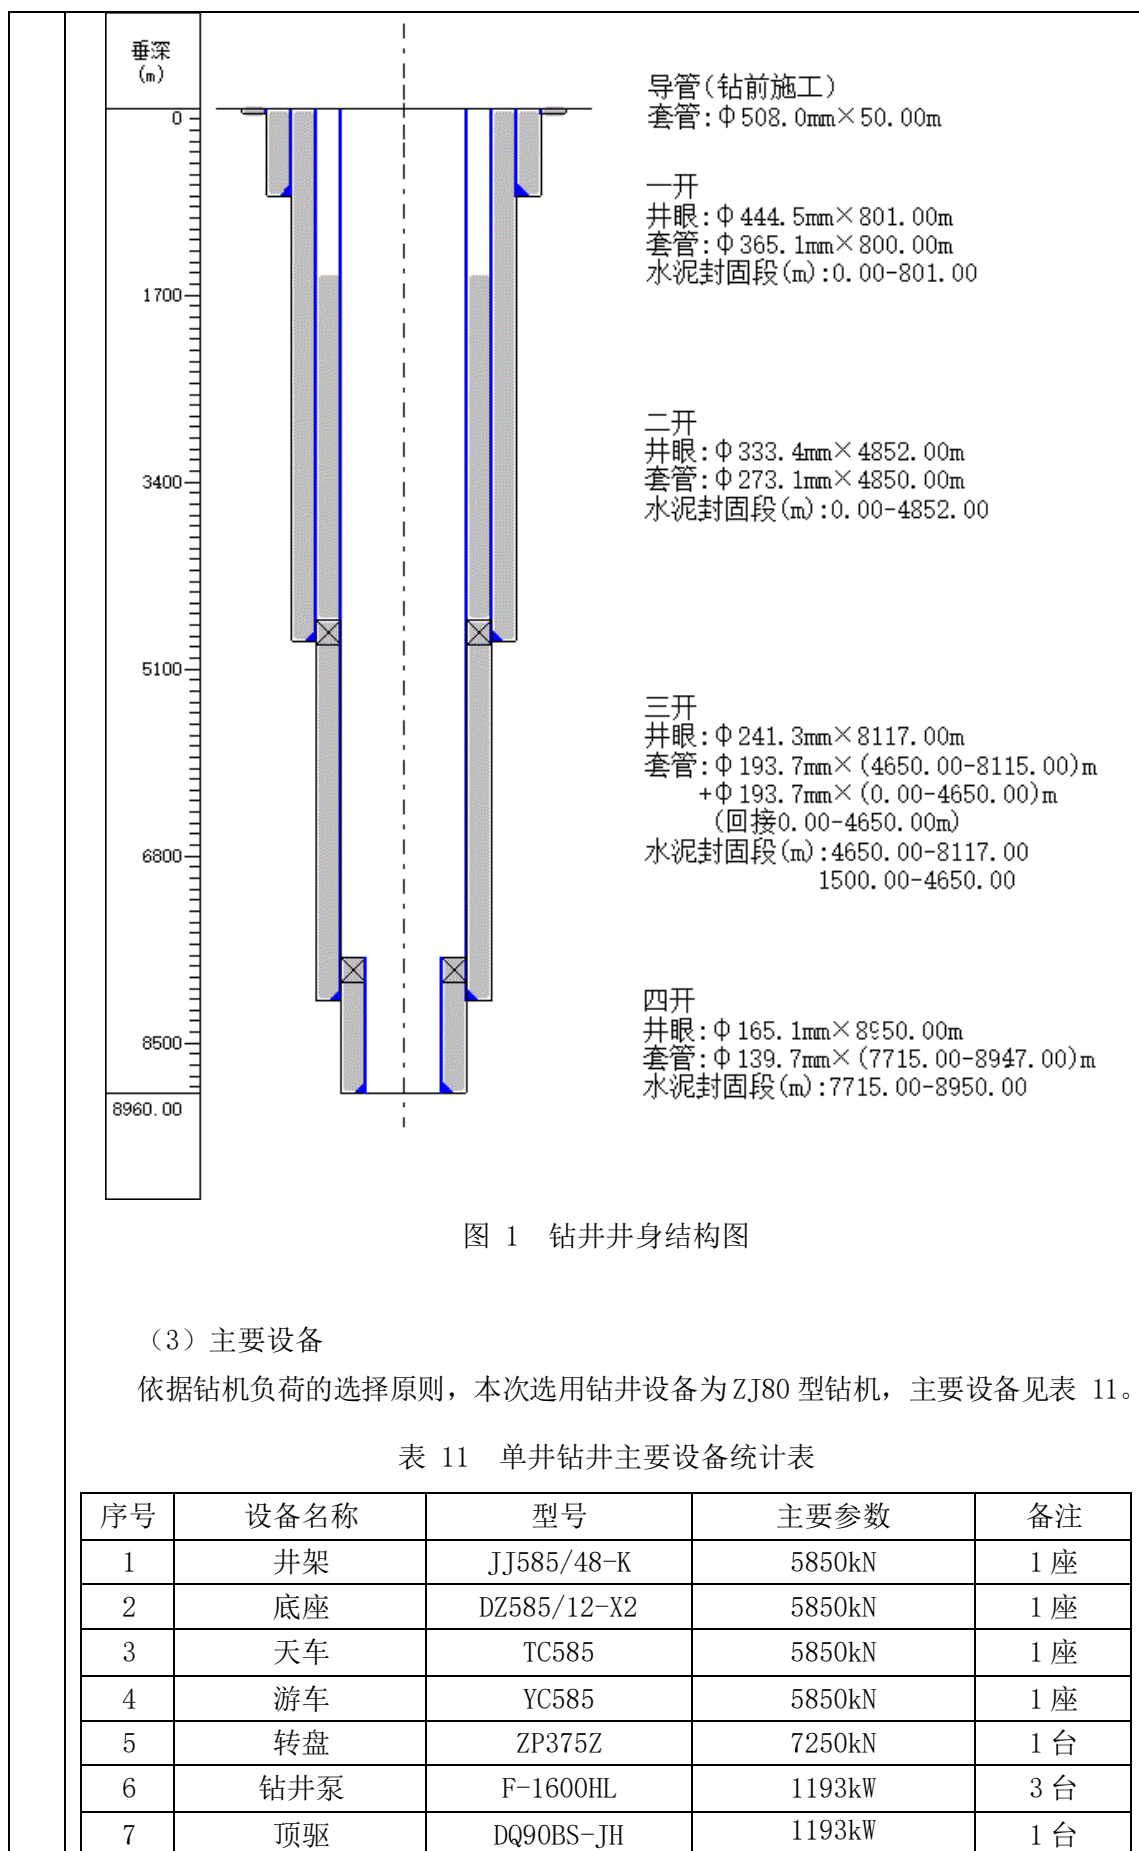 垂深
(m)
0
1700
3400
5100
6800
8500
8960.00
导管(钻前施工)
套管:Φ508.0mm×50.00m
一开
井眼:Φ444.5mm×801.00m
套管:Φ365.1mm×800.00m
水泥封固段(m):0.00-801.00
二开
井眼:Φ333.4mm×4852.00m
套管:Φ273.1mm×4850.00m
水泥封固段(m):0.00-4852.00
三开
井眼:Φ241.3mm×8117.00m
套管:Φ193.7mm×(4650.00-8115.00)m
+Φ193.7mm×(0.00-4650.00)m
(回接0.00-4650.00m)
水泥封固段(m):4650.00-8117.00
1500.00-4650.00
四开
井眼:Φ165.1mm×8950.00m
套管:Φ139.7mm×(7715.00-8947.00)m
水泥封固段(m):7715.00-8950.00
图 1 钻井井身结构图
（3）主要设备
依据钻机负荷的选择原则，本次选用钻井设备为 ZJ80 型钻机，主要设备见表 11。
表 11 单井钻井主要设备统计表
序号 设备名称 型号 主要参数 备注
1 井架 JJ585/48-K 5850kN 1 座
2 底座 DZ585/12-X2 5850kN 1 座
3 天车 TC585 5850kN 1 座
4 游车 YC585 5850kN 1 座
5 转盘 ZP375Z 7250kN 1 台
6 钻井泵 F-1600HL 1193kW 3 台
7 顶驱 DQ90BS-JH 1193kW 1 台